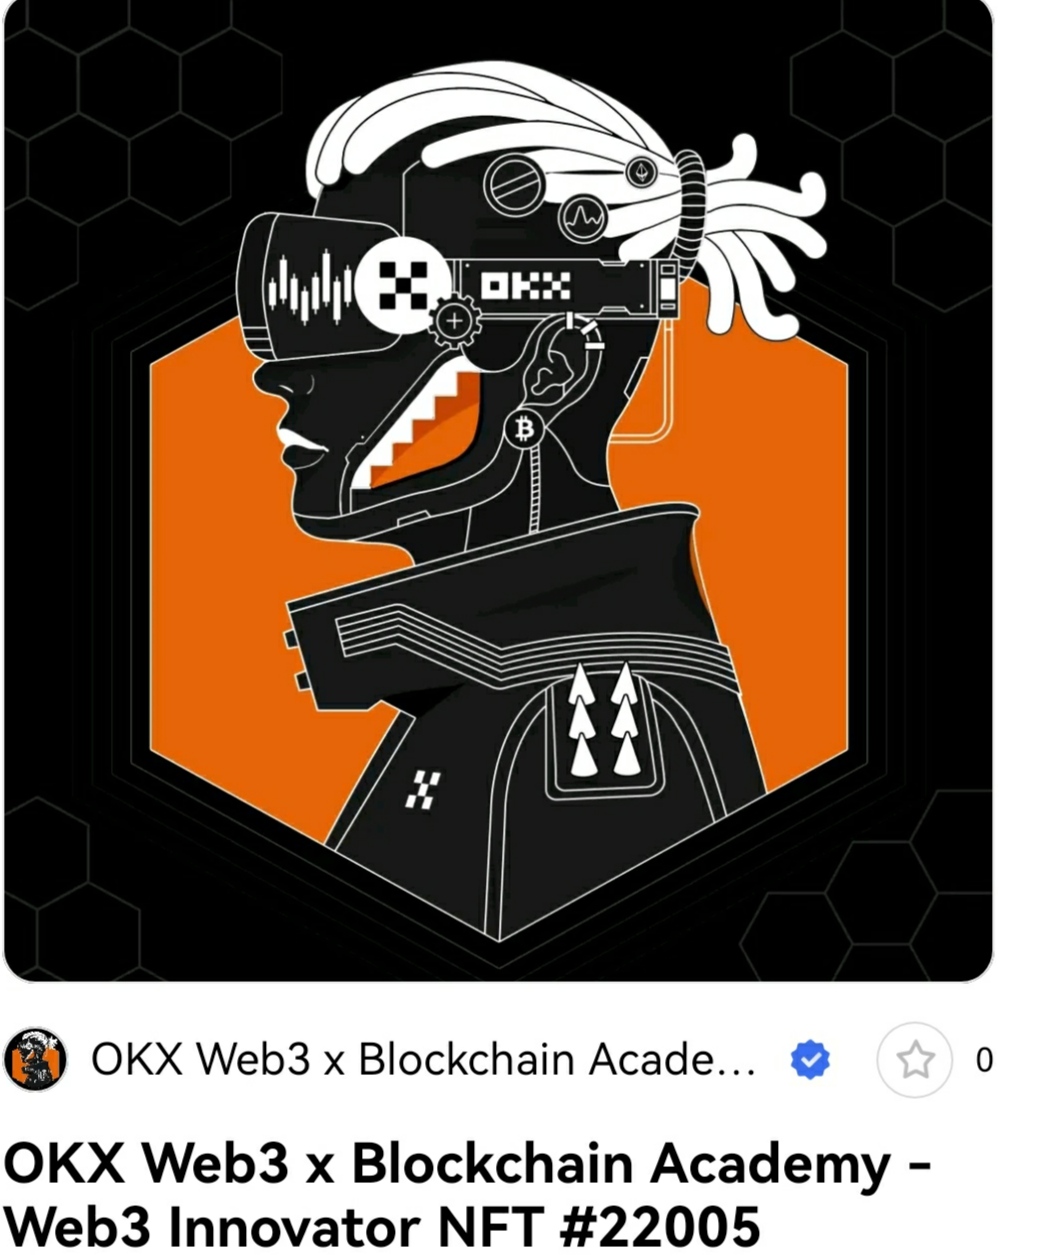 OKX
OKX Web3 x Blockchain Acade...
0
OKX Web3 x Blockchain Academy -
Web3 Innovator NFT #22005